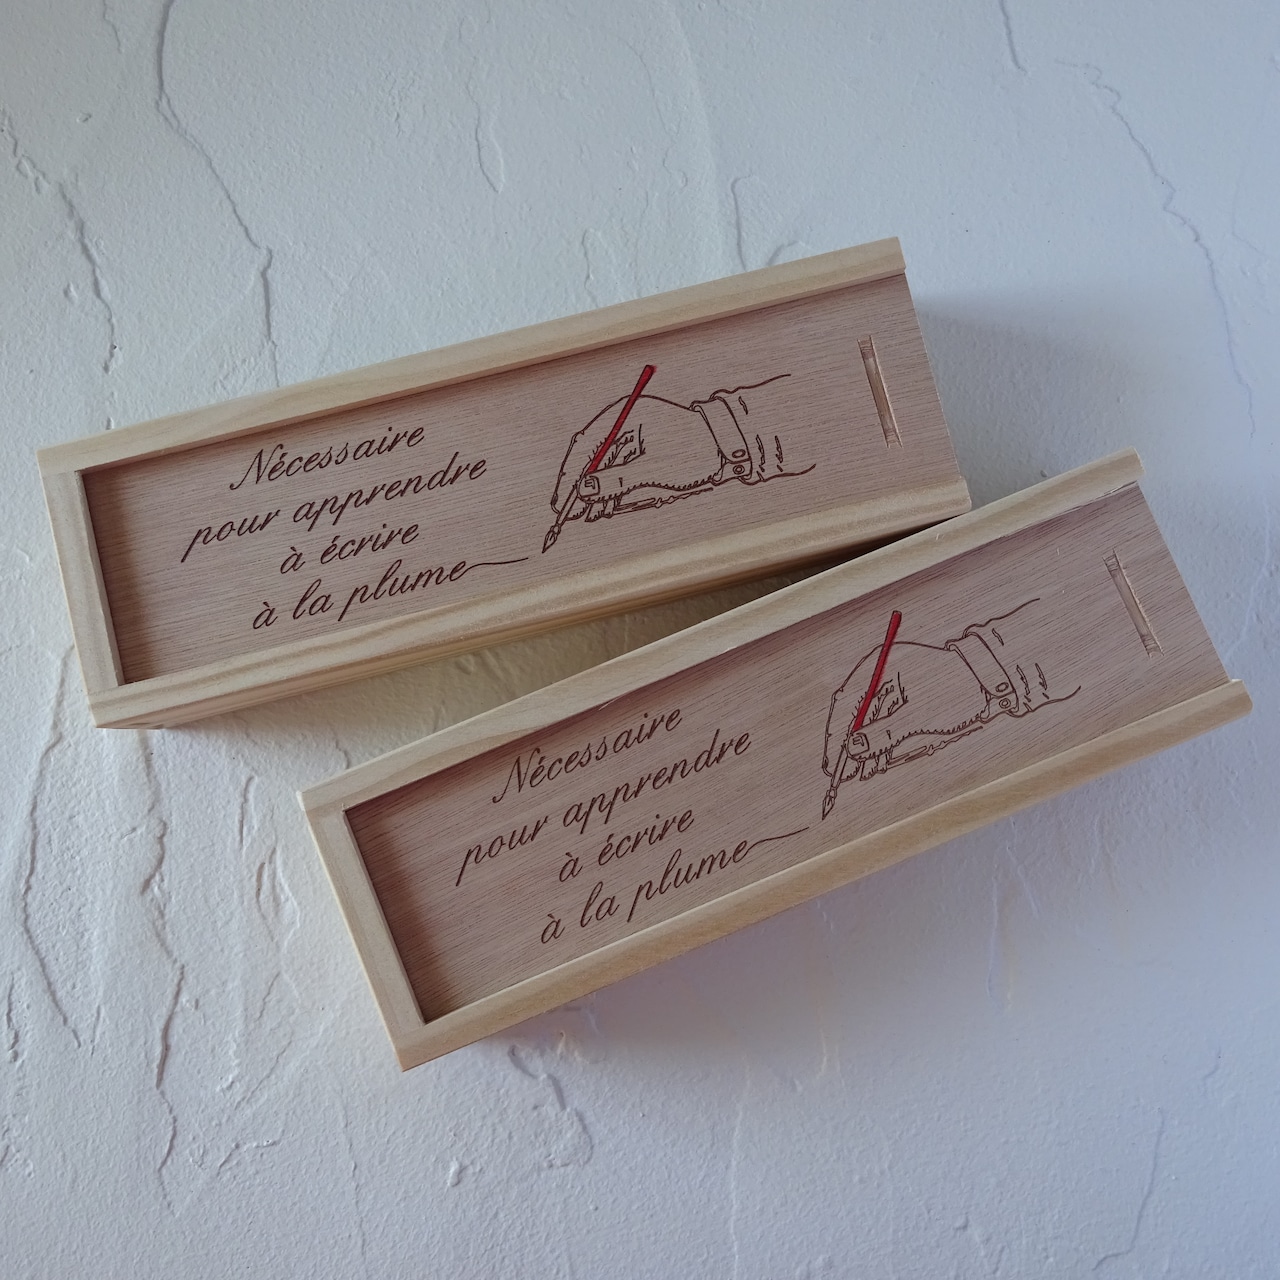 Nécessaire
pour apprendre
à écrire
à la plume
Nécessaire
pour apprendre
à écrire
à la plume